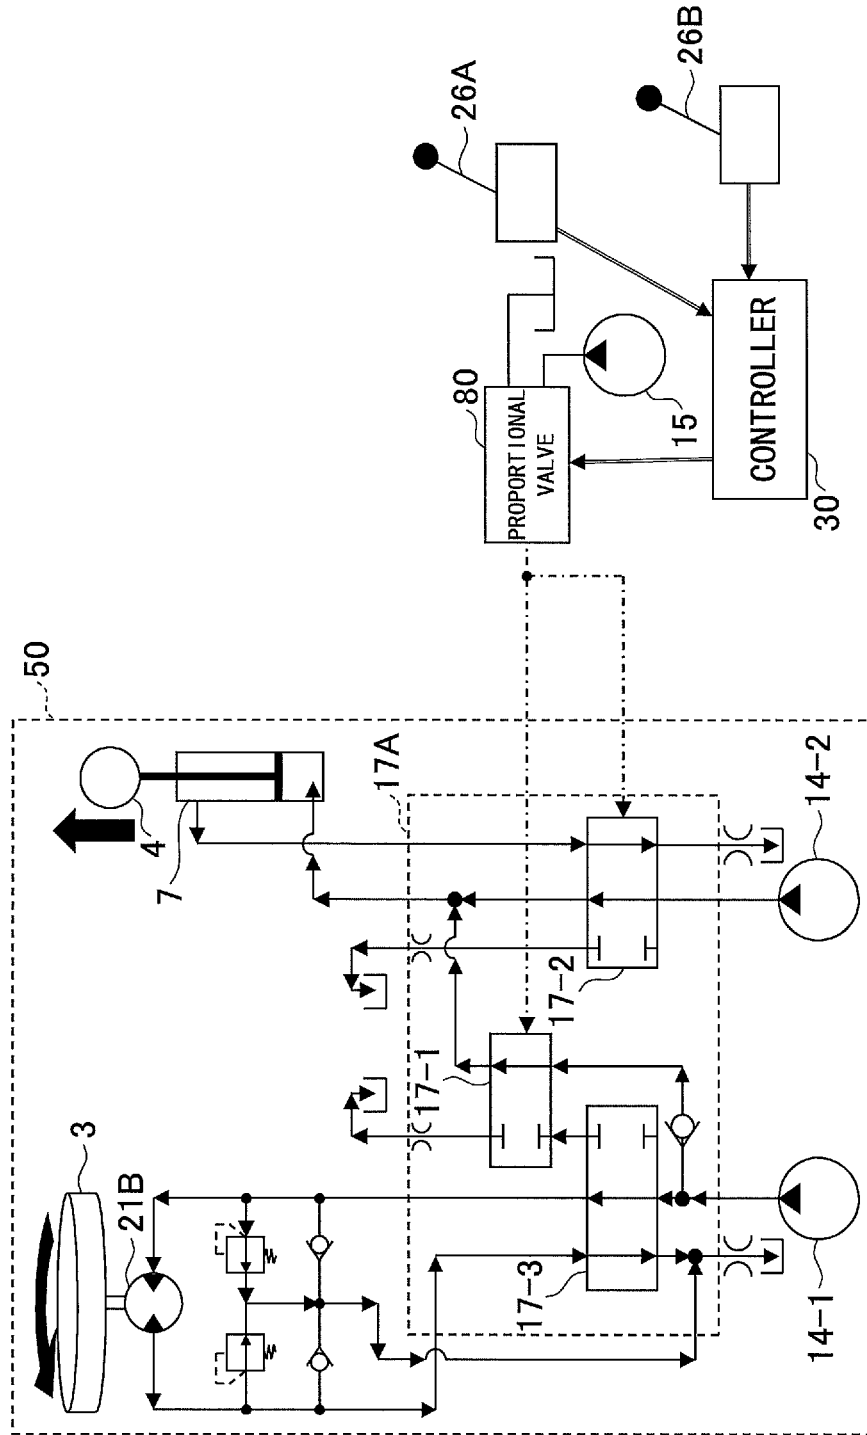 50
3
21B
4
7
17A
17-1
17-2
17-3
14-1
14-2
80
PROPORTIONAL
VALVE
15
26A
26B
CONTROLLER
30